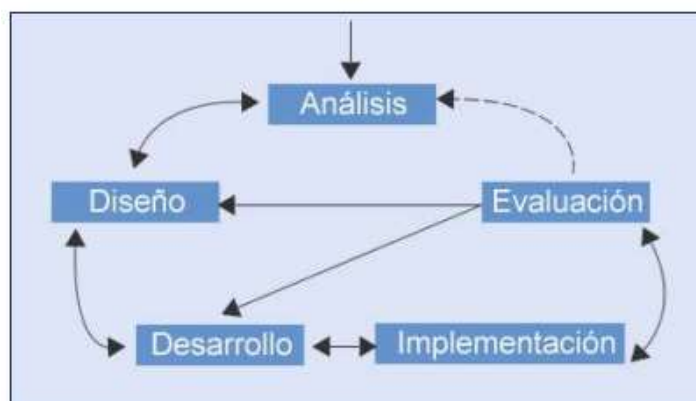 Análisis
Diseño
Evaluación
Desarrollo
Implementación